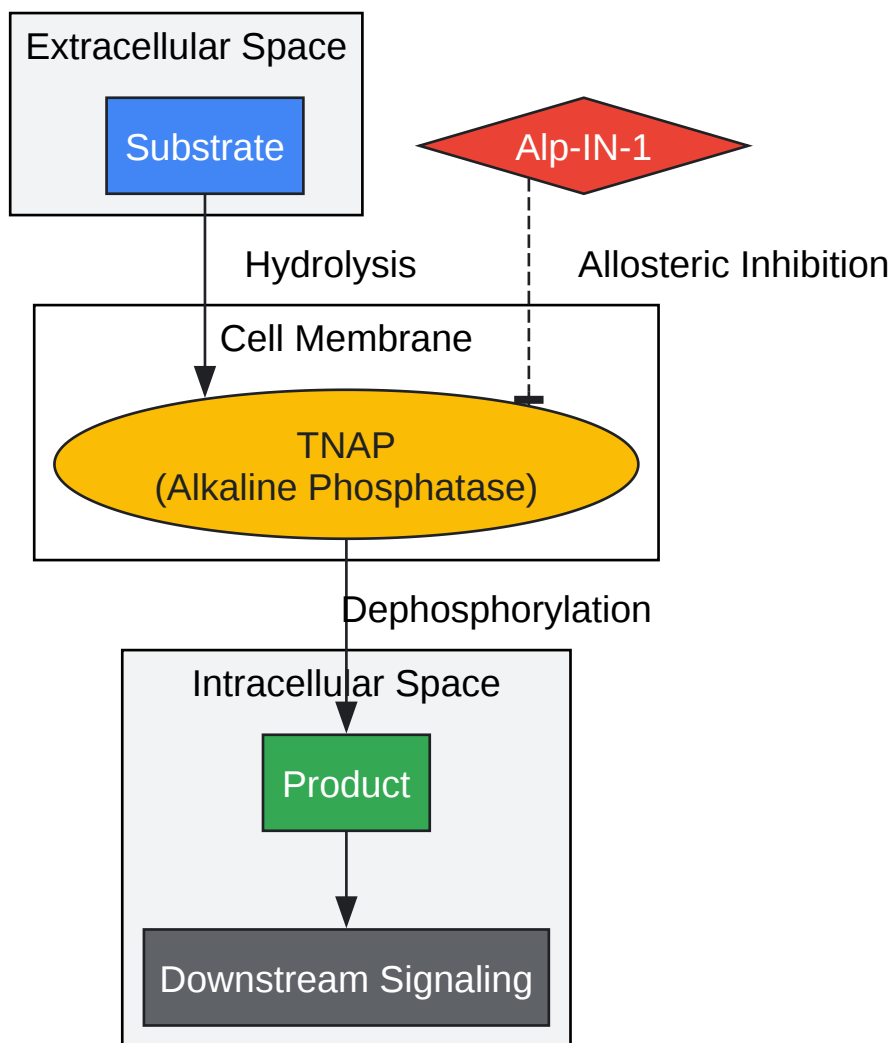 Extracellular Space
Substrate
Alp-IN-1
Hydrolysis
Allosteric Inhibition
Cell Membrane
TNAP
(Alkaline Phosphatase)
Dephosphorylation
Intracellular Space
Product
Downstream Signaling